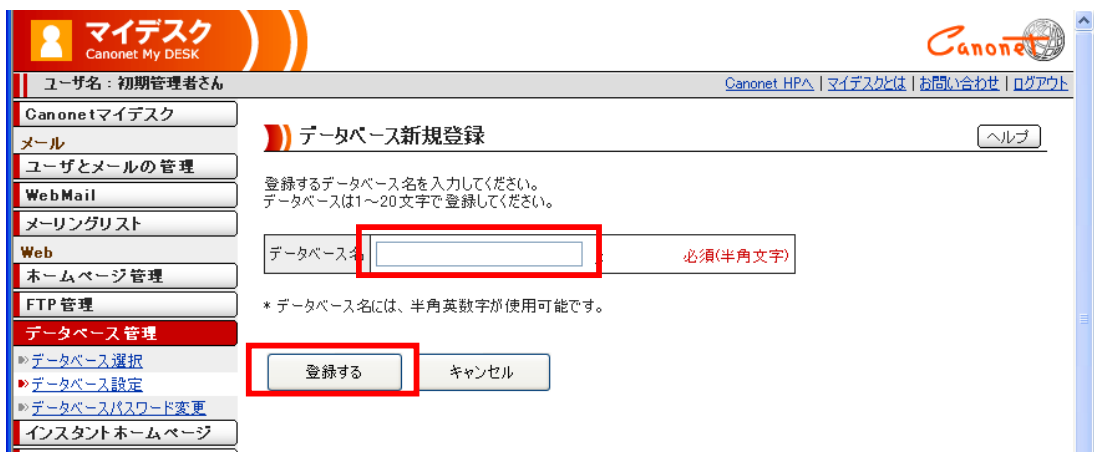 マイデスク
Canonet My DESK
Canonet
ユーザ名：初期管理者さん
Canonet HPへ | マイデスクとは | お問い合わせ | ログアウト
Canonetマイデスク
メール
ユーザとメールの管理
WebMail
メーリングリスト
Web
ホームページ管理
FTP管理
データベース管理
データベース選択
データベース設定
データベースパスワード変更
インスタントホームページ
データベース新規登録
ヘルプ
登録するデータベース名を入力してください。
データベースは1～20文字で登録してください。
データベース名
必須(半角文字)
* データベース名には、半角英数字が使用可能です。
登録する
キャンセル